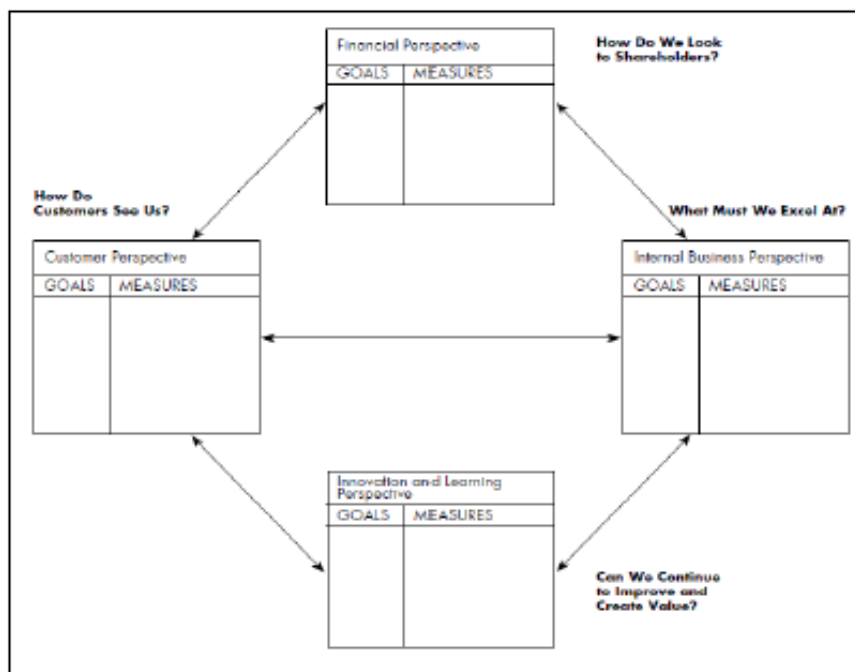 Financial Perspective
How Do We Look
to Shareholders?
GOALS MEASURES
How Do
Customers See Us?
What Must We Excel At?
Customer Perspective
GOALS MEASURES
Internal Business Perspective
GOALS MEASURES
Innovation and Learning
Perspective
GOALS MEASURES
Can We Continue
to Improve and
Create Value?